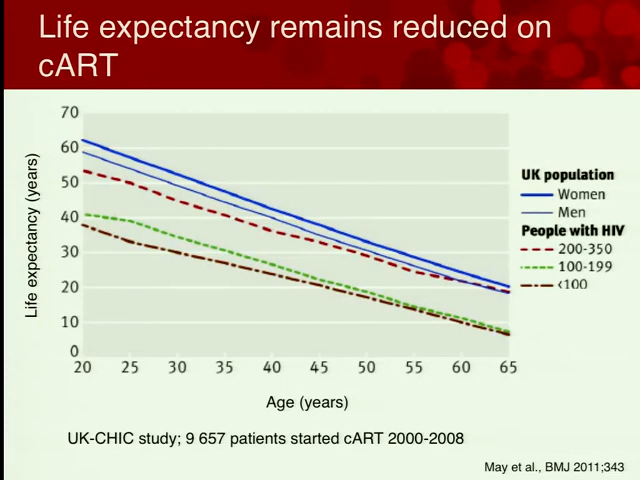 Life expectancy remains reduced on
cART
70
60
50
40
30
20
10
0
Life expectancy (years)
20 25 30 35 40 45 50 55 60 65
Age (years)
UK population
Women
Men
People with HIV
200-350
100-199
<100
UK-CHIC study; 9 657 patients started cART 2000-2008
May et al., BMJ 2011;343